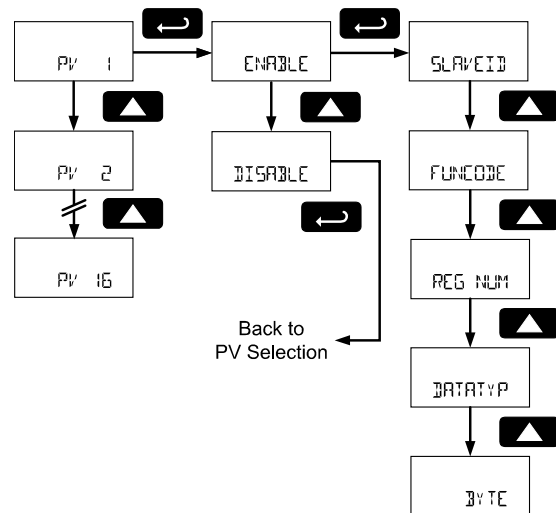 PV 1
ENABLE
SLAVEID
PV 2
DISABLE
FUNCODE
PV 16
REG NUM
Back to
PV Selection
DATATYP
BYTE